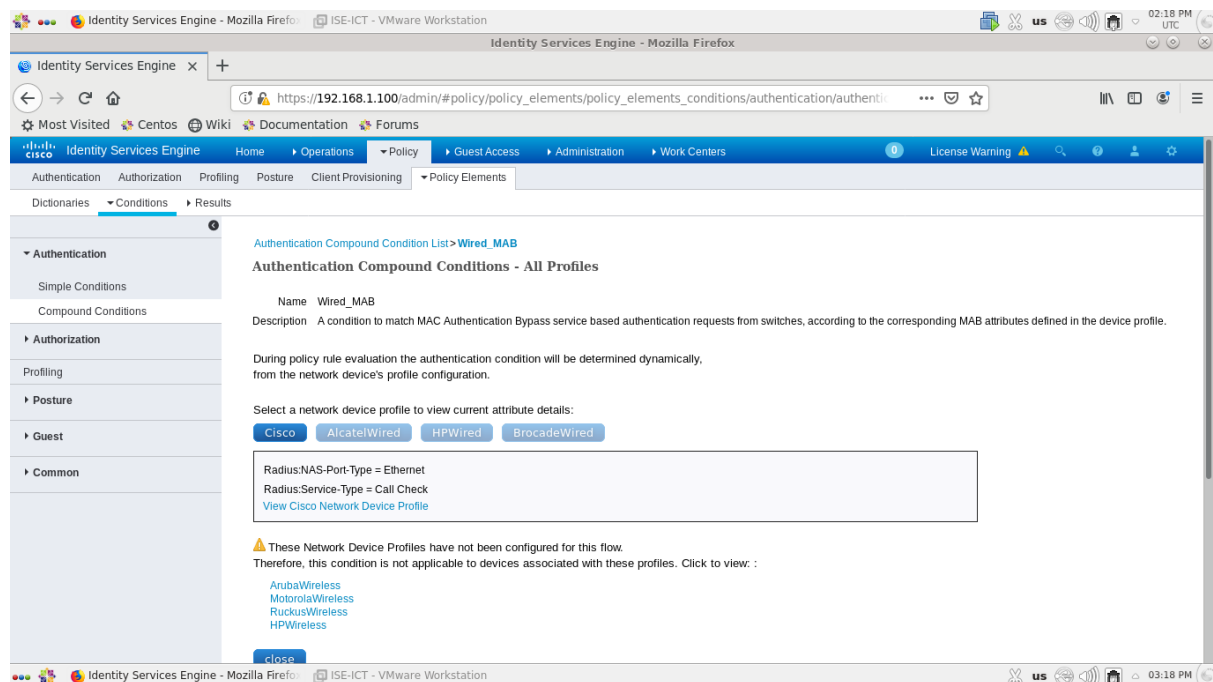 Identity Services Engine - Mozilla Firefo ISE-ICT - VMware Workstation us 02:18 PM UTC
Identity Services Engine - Mozilla Firefox
Identity Services Engine × +
https://192.168.1.100/admin/#policy/policy_elements/policy_elements_conditions/authentication/authentic
Most Visited Centos Wiki Documentation Forums
CISCO Identity Services Engine Home Operations Policy Guest Access Administration Work Centers 0 License Warning
Authentication Authorization Profiling Posture Client Provisioning Policy Elements
Dictionaries Conditions Results
Authentication
Simple Conditions
Compound Conditions
Authorization
Profiling
Posture
Guest
Common
Authentication Compound Condition List > Wired_MAB
Authentication Compound Conditions - All Profiles
Name Wired_MAB
Description A condition to match MAC Authentication Bypass service based authentication requests from switches, according to the corresponding MAB attributes defined in the device profile.
During policy rule evaluation the authentication condition will be determined dynamically,
from the network device's profile configuration.
Select a network device profile to view current attribute details:
Cisco AlcatelWired HPWired BrocadeWired
Radius:NAS-Port-Type = Ethernet
Radius:Service-Type = Call Check
View Cisco Network Device Profile
These Network Device Profiles have not been configured for this flow.
Therefore, this condition is not applicable to devices associated with these profiles. Click to view: :
ArubaWireless
MotorolaWireless
RuckusWireless
HPWireless
close
Identity Services Engine - Mozilla Firefo ISE-ICT - VMware Workstation us 03:18 PM